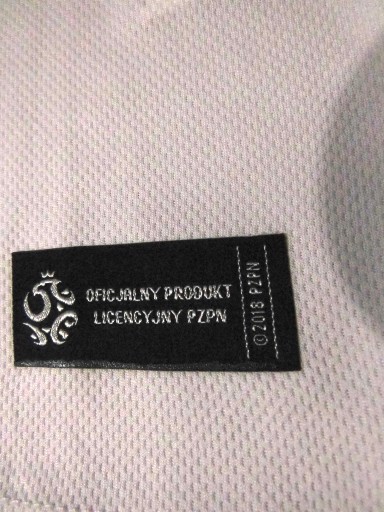 OFICJALNY PRODUKT
LICENCYJNY PZPN
© 2018 PZPN